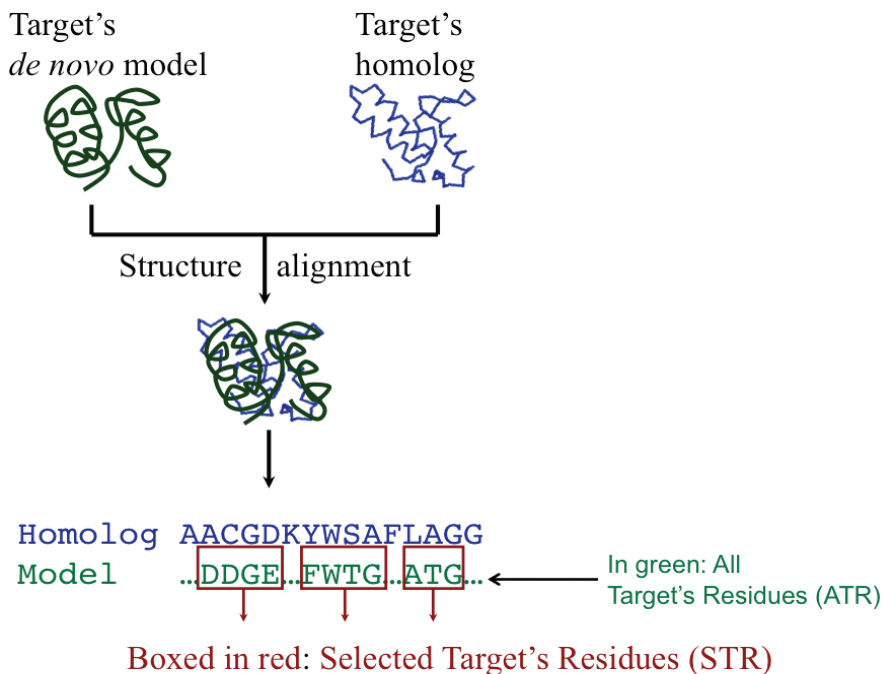 Target's
de novo model
Target's
homolog
Structure alignment
Homolog AACGDKYWSAFLAGG
Model …DDGE…FWTG…ATG…
In green: All
Target's Residues (ATR)
Boxed in red: Selected Target's Residues (STR)